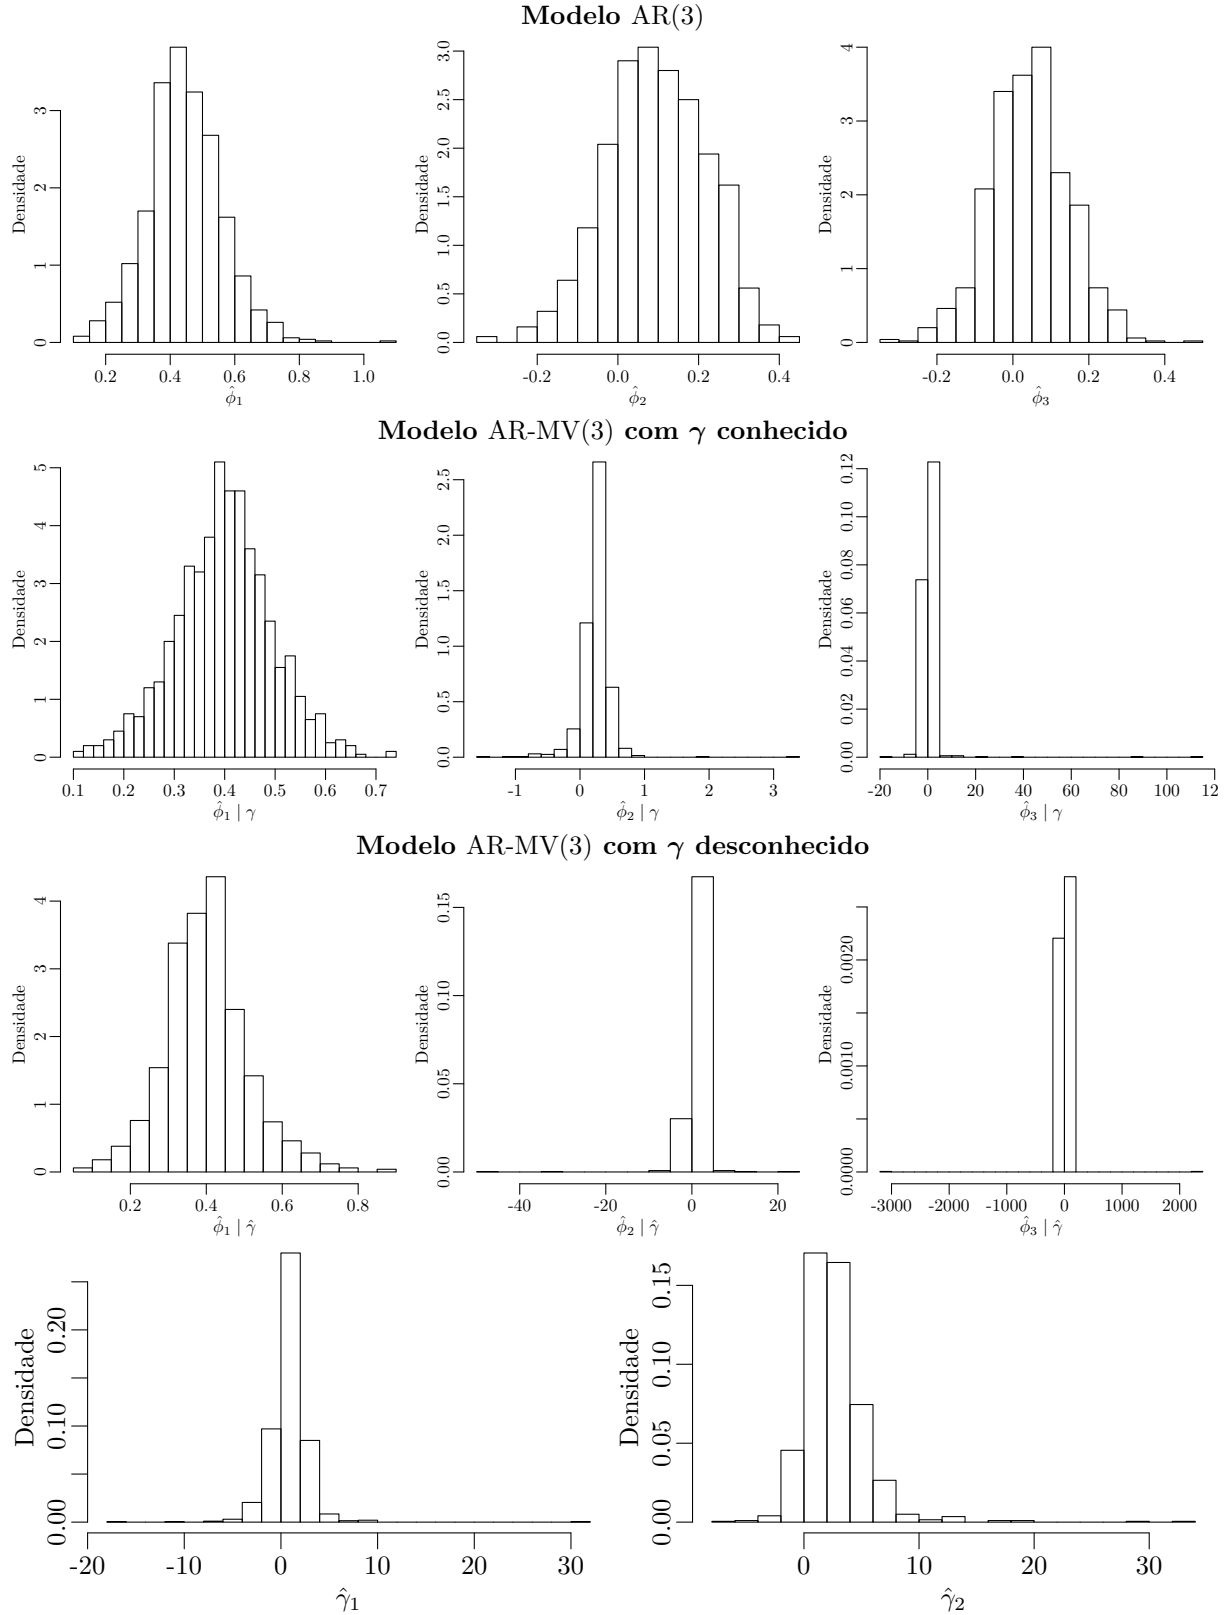 Modelo AR(3)
Densidade
0 1 2 3
0.2 0.4 0.6 0.8 1.0
ϕ̂₁
Densidade
0.0 0.5 1.0 1.5 2.0 2.5 3.0
-0.2 0.0 0.2 0.4
ϕ̂₂
Densidade
0 1 2 3 4
-0.2 0.0 0.2 0.4
ϕ̂₃
Modelo AR-MV(3) com γ conhecido
Densidade
0 1 2 3 4 5
0.1 0.2 0.3 0.4 0.5 0.6 0.7
ϕ̂₁ | γ
Densidade
0.0 0.5 1.0 1.5 2.0 2.5
-1 0 1 2 3
ϕ̂₂ | γ
Densidade
0.00 0.02 0.04 0.06 0.08 0.10 0.12
-20 0 20 40 60 80 100 12
ϕ̂₃ | γ
Modelo AR-MV(3) com γ desconhecido
Densidade
0 1 2 3 4
0.2 0.4 0.6 0.8
ϕ̂₁ | γ̂
Densidade
0.00 0.05 0.10 0.15
-40 -20 0 20
ϕ̂₂ | γ̂
Densidade
0.0000 0.0010 0.0020
-3000 -1000 0 1000 2000
ϕ̂₃ | γ̂
Densidade
0.00 0.10 0.20
-20 -10 0 10 20 30
γ̂₁
Densidade
0.00 0.05 0.10 0.15
0 10 20 30
γ̂₂